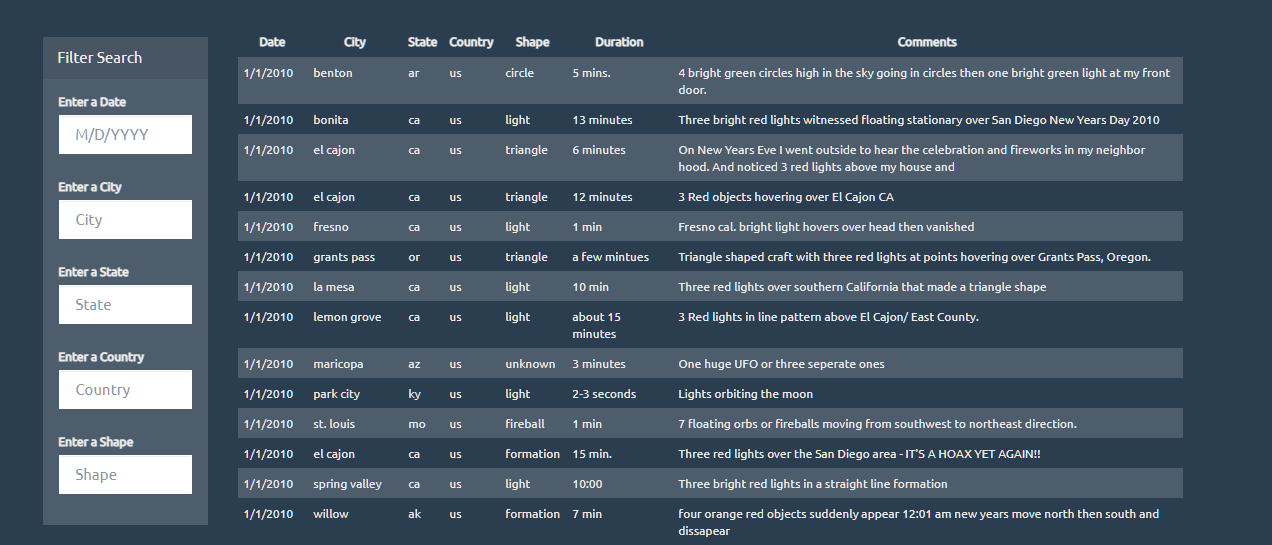 Filter Search
Enter a Date
M/D/YYYY
Enter a City
City
Enter a State
State
Enter a Country
Country
Enter a Shape
Shape
Date City State Country Shape Duration Comments
1/1/2010 benton ar us circle 5 mins. 4 bright green circles high in the sky going in circles then one bright green light at my front
door.
1/1/2010 bonita ca us light 13 minutes Three bright red lights witnessed floating stationary over San Diego New Years Day 2010
1/1/2010 el cajon ca us triangle 6 minutes On New Years Eve I went outside to hear the celebration and fireworks in my neighbor
hood. And noticed 3 red lights above my house and
1/1/2010 el cajon ca us triangle 12 minutes 3 Red objects hovering over El Cajon CA
1/1/2010 fresno ca us light 1 min Fresno cal. bright light hovers over head then vanished
1/1/2010 grants pass or us triangle a few mintues Triangle shaped craft with three red lights at points hovering over Grants Pass, Oregon.
1/1/2010 la mesa ca us light 10 min Three red lights over southern California that made a triangle shape
1/1/2010 lemon grove ca us light about 15 3 Red lights in line pattern above El Cajon/ East County.
minutes
1/1/2010 maricopa az us unknown 3 minutes One huge UFO or three seperate ones
1/1/2010 park city ky us light 2-3 seconds Lights orbiting the moon
1/1/2010 st. louis mo us fireball 1 min 7 floating orbs or fireballs moving from southwest to northeast direction.
1/1/2010 el cajon ca us formation 15 min. Three red lights over the San Diego area - IT'S A HOAX YET AGAIN!!
1/1/2010 spring valley ca us light 10:00 Three bright red lights in a straight line formation
1/1/2010 willow ak us formation 7 min four orange red objects suddenly appear 12:01 am new years move north then south and
dissapear